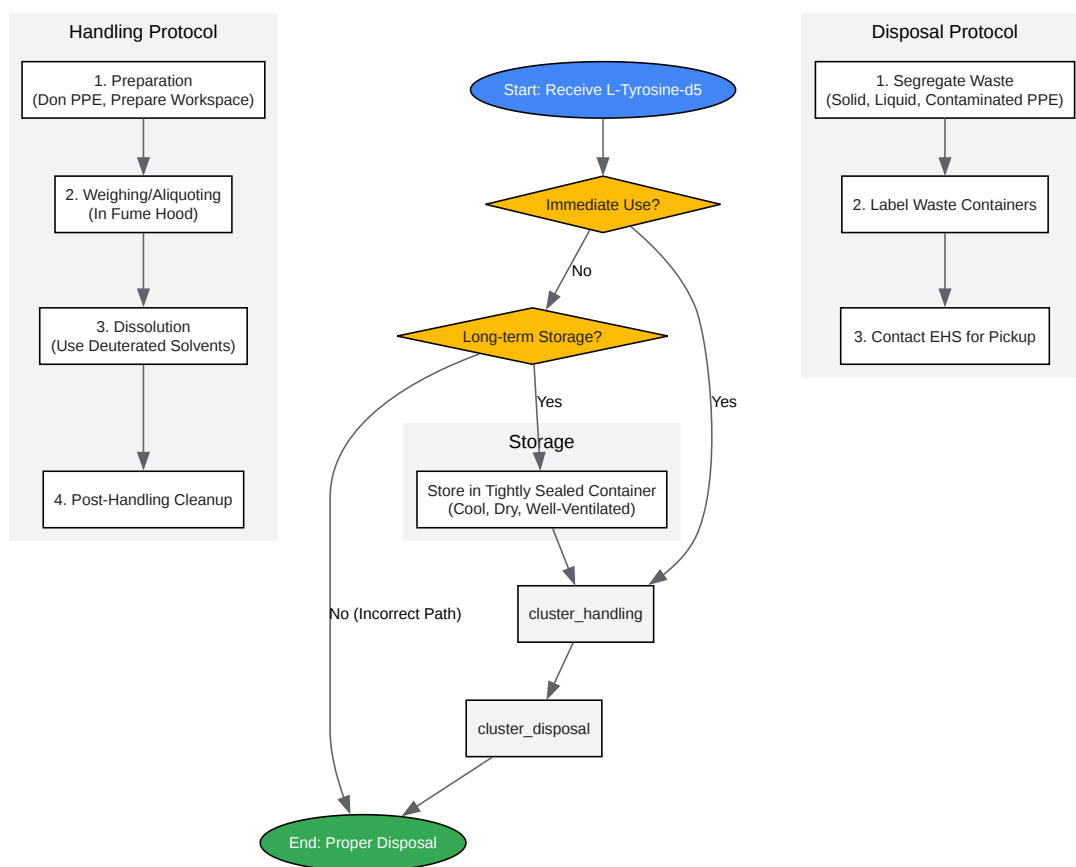 Handling Protocol
1. Preparation
(Don PPE, Prepare Workspace)
2. Weighing/Aliquoting
(In Fume Hood)
3. Dissolution
(Use Deuterated Solvents)
4. Post-Handling Cleanup
Start: Receive L-Tyrosine-d5
Immediate Use?
No
Yes
Long-term Storage?
Yes
No (Incorrect Path)
Storage
Store in Tightly Sealed Container
(Cool, Dry, Well-Ventilated)
cluster_handling
cluster_disposal
End: Proper Disposal
Disposal Protocol
1. Segregate Waste
(Solid, Liquid, Contaminated PPE)
2. Label Waste Containers
3. Contact EHS for Pickup